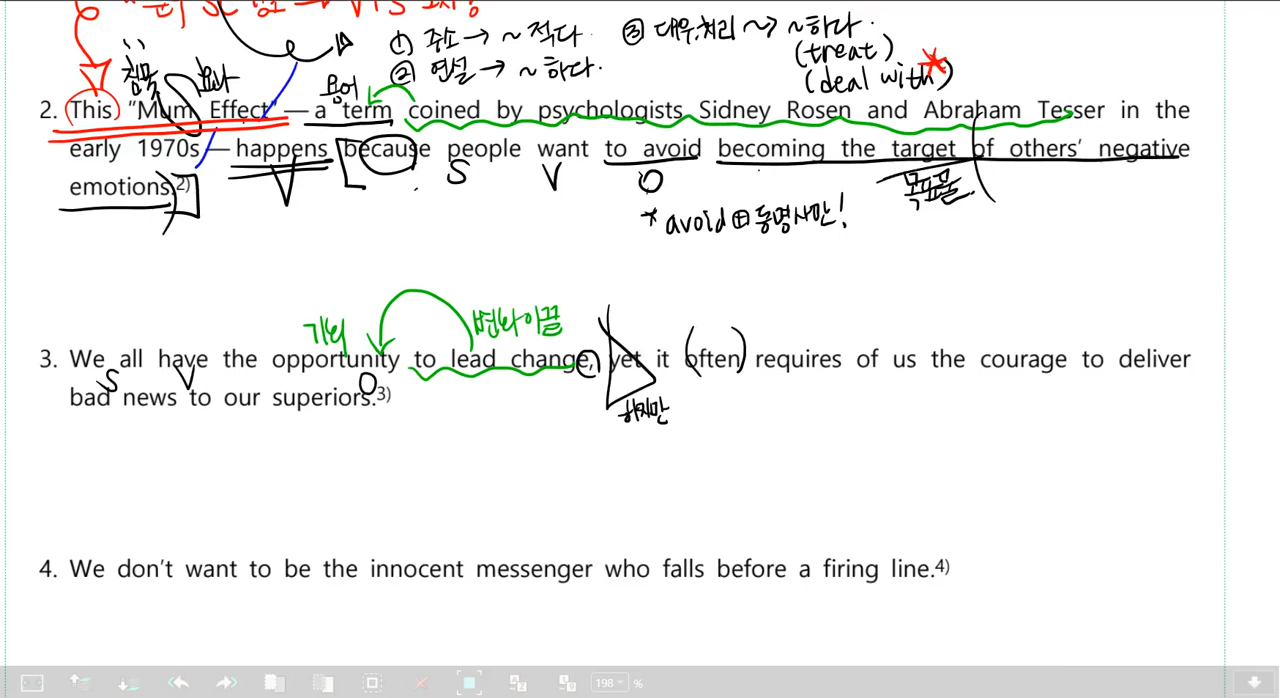 ① 주소 → ~ 적다. ③ 대우, 처리 ~> ~하다.
(treat)
② 연설 → ~ 하다. (deal with)
침묵 효과 용어
2. This "Mum Effect" — a term coined by psychologists Sidney Rosen and Abraham Tesser in the
early 1970s — happens because people want to avoid becoming the target of others' negative
S V O
emotions.2)
V 목표물
* avoid ⊕ 동명사만!
기회 변화이끌
3. We all have the opportunity to lead change, yet it often requires of us the courage to deliver
S V O
bad news to our superiors.3)
하지만
4. We don't want to be the innocent messenger who falls before a firing line.4)
198 %